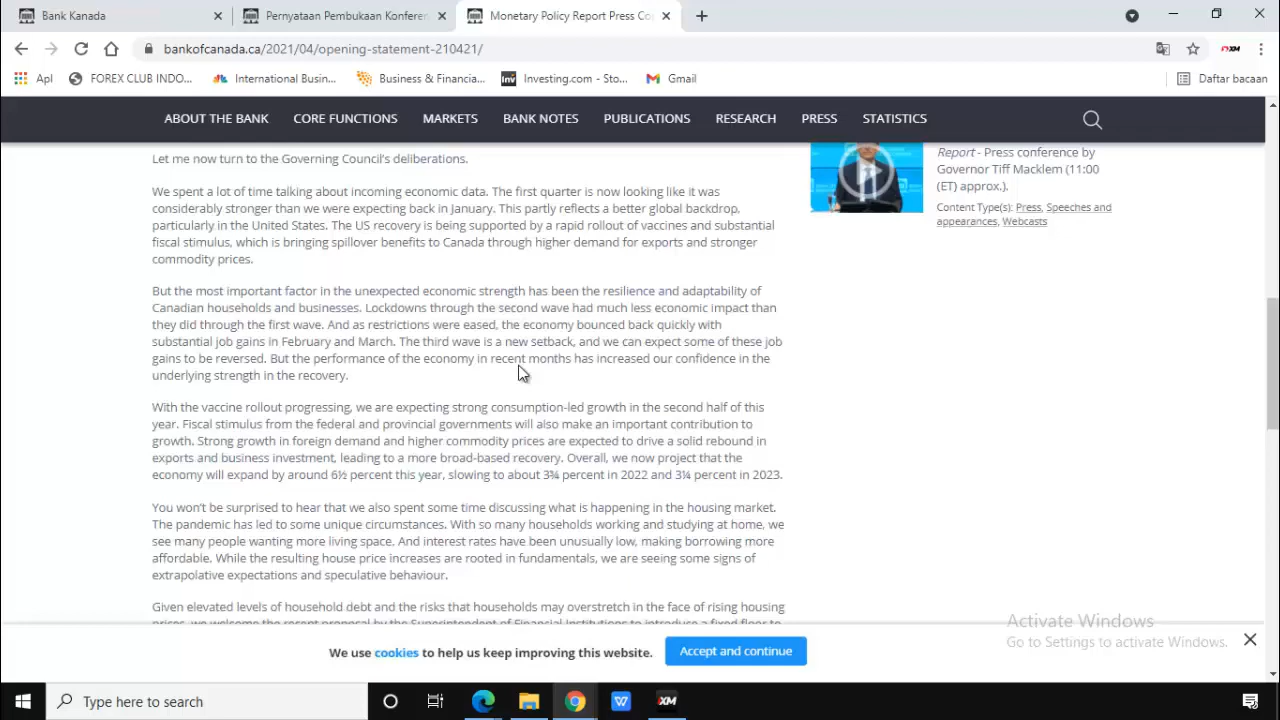 Bank Kanada
Pernyataan Pembukaan Konferen
Monetary Policy Report Press Co
bankofcanada.ca/2021/04/opening-statement-210421/
Apl
FOREX CLUB INDO...
International Busin...
Business & Financia...
Investing.com - Sto...
Gmail
Daftar bacaan
ABOUT THE BANK CORE FUNCTIONS MARKETS BANK NOTES PUBLICATIONS RESEARCH PRESS STATISTICS
Let me now turn to the Governing Council's deliberations.
We spent a lot of time talking about incoming economic data. The first quarter is now looking like it was
considerably stronger than we were expecting back in January. This partly reflects a better global backdrop,
particularly in the United States. The US recovery is being supported by a rapid rollout of vaccines and substantial
fiscal stimulus, which is bringing spillover benefits to Canada through higher demand for exports and stronger
commodity prices.
But the most important factor in the unexpected economic strength has been the resilience and adaptability of
Canadian households and businesses. Lockdowns through the second wave had much less economic impact than
they did through the first wave. And as restrictions were eased, the economy bounced back quickly with
substantial job gains in February and March. The third wave is a new setback, and we can expect some of these job
gains to be reversed. But the performance of the economy in recent months has increased our confidence in the
underlying strength in the recovery.
With the vaccine rollout progressing, we are expecting strong consumption-led growth in the second half of this
year. Fiscal stimulus from the federal and provincial governments will also make an important contribution to
growth. Strong growth in foreign demand and higher commodity prices are expected to drive a solid rebound in
exports and business investment, leading to a more broad-based recovery. Overall, we now project that the
economy will expand by around 6½ percent this year, slowing to about 3¾ percent in 2022 and 3¼ percent in 2023.
You won't be surprised to hear that we also spent some time discussing what is happening in the housing market.
The pandemic has led to some unique circumstances. With so many households working and studying at home, we
see many people wanting more living space. And interest rates have been unusually low, making borrowing more
affordable. While the resulting house price increases are rooted in fundamentals, we are seeing some signs of
extrapolative expectations and speculative behaviour.
Given elevated levels of household debt and the risks that households may overstretch in the face of rising housing
prices, we welcome the recent proposal by the Superintendent of Financial Institutions to introduce a fixed floor to
Report - Press conference by
Governor Tiff Macklem (11:00
(ET) approx.).
Content Type(s): Press, Speeches and
appearances, Webcasts
Activate Windows
Go to Settings to activate Windows.
We use cookies to help us keep improving this website.
Accept and continue
Type here to search
XM